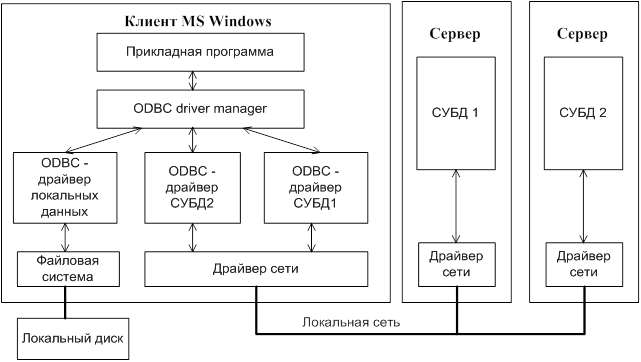 Клиент MS Windows
Прикладная программа
ODBC driver manager
ODBC -
драйвер
локальных
данных
ODBC -
драйвер
СУБД2
ODBC -
драйвер
СУБД1
Файловая
система
Драйвер сети
Локальный диск
Сервер
СУБД 1
Драйвер
сети
Сервер
СУБД 2
Драйвер
сети
Локальная сеть